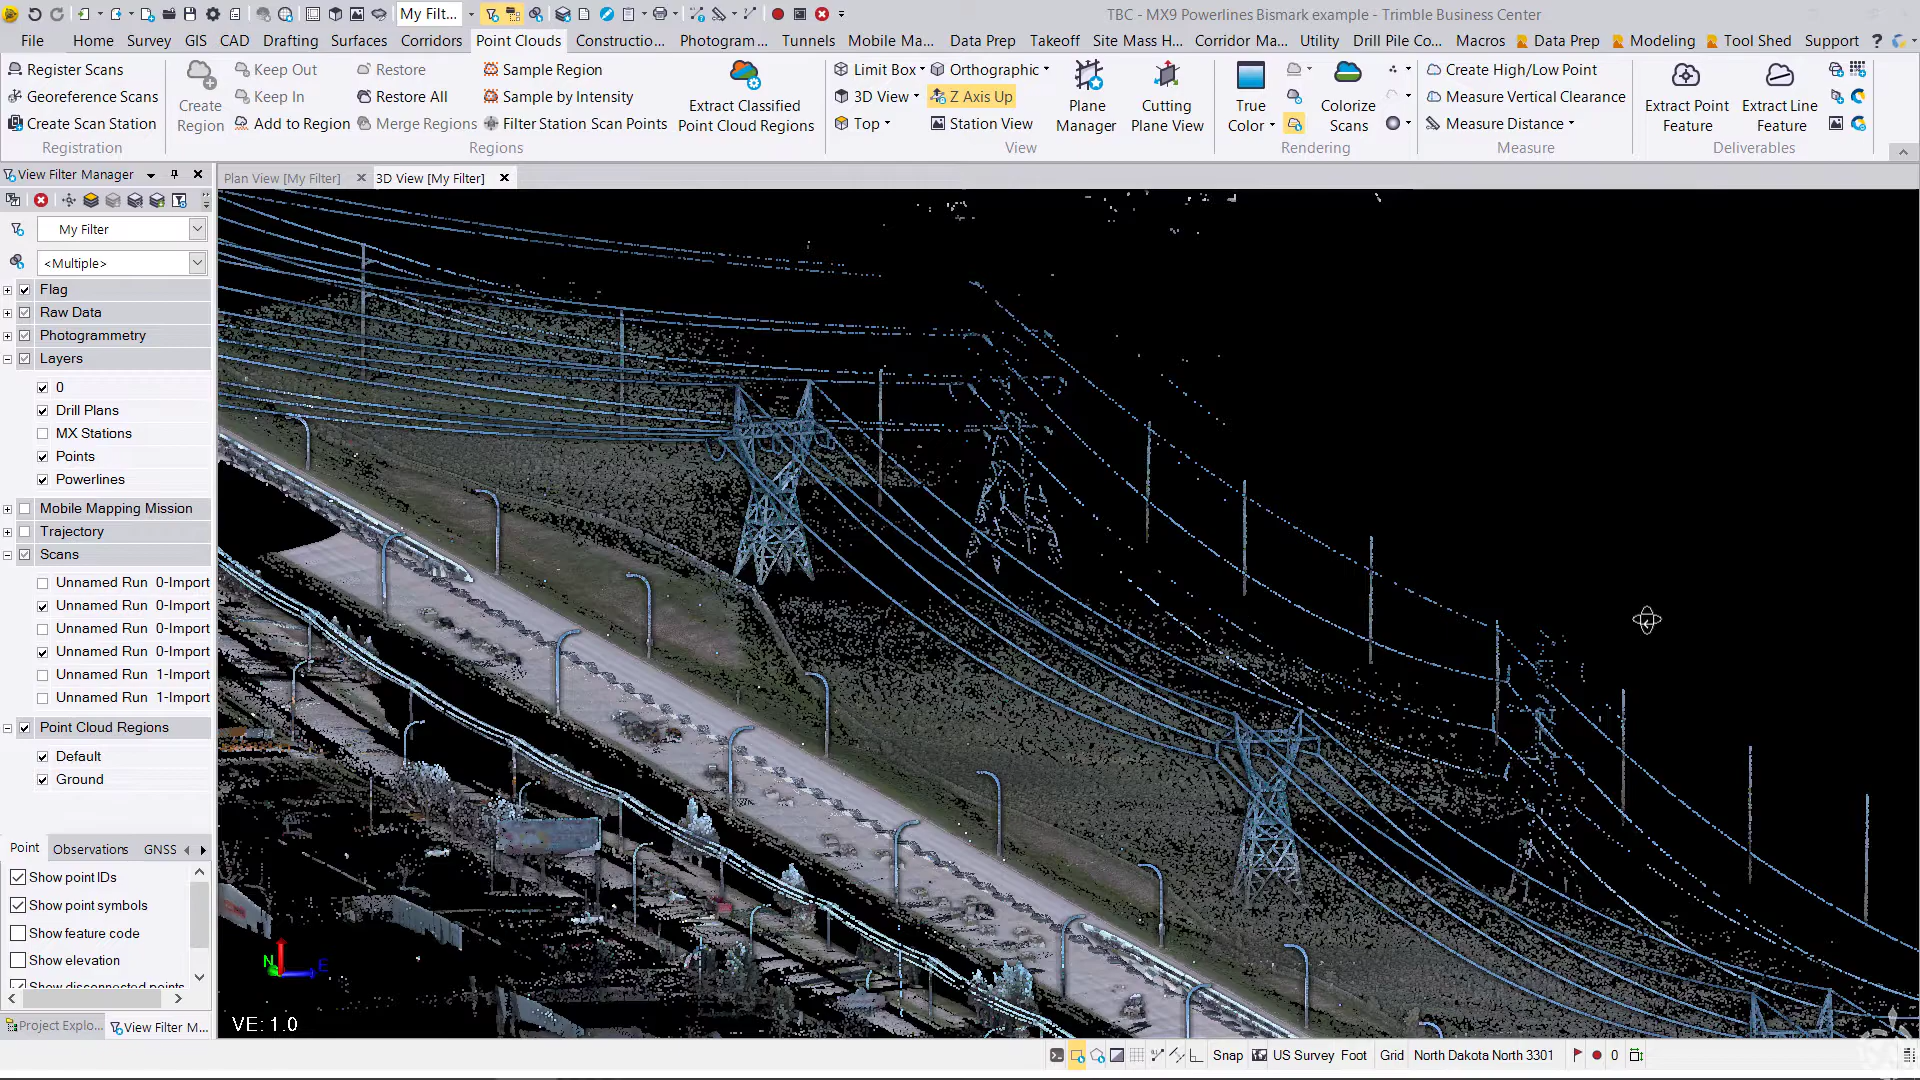 My Filt...
TBC - MX9 Powerlines Bismark example - Trimble Business Center
File Home Survey GIS CAD Drafting Surfaces Corridors Point Clouds Constructio... Photogram... Tunnels Mobile Ma... Data Prep Takeoff Site Mass H... Corridor Ma... Utility Drill Pile Co... Macros Data Prep Modeling Tool Shed Support
Register Scans
Georeference Scans
Create Scan Station
Registration
Create Region
Keep Out
Keep In
Add to Region
Restore
Restore All
Merge Regions
Sample Region
Sample by Intensity
Filter Station Scan Points
Extract Classified
Point Cloud Regions
Regions
Limit Box
3D View
Top
Orthographic
Z Axis Up
Station View
Plane
Manager
Cutting
Plane View
View
True
Color
Colorize
Scans
Rendering
Create High/Low Point
Measure Vertical Clearance
Measure Distance
Measure
Extract Point
Feature
Extract Line
Feature
Deliverables
View Filter Manager
My Filter
<Multiple>
Flag
Raw Data
Photogrammetry
Layers
0
Drill Plans
MX Stations
Points
Powerlines
Mobile Mapping Mission
Trajectory
Scans
Unnamed Run 0-Import
Unnamed Run 0-Import
Unnamed Run 0-Import
Unnamed Run 0-Import
Unnamed Run 1-Import
Unnamed Run 1-Import
Point Cloud Regions
Default
Ground
Point Observations GNSS
Show point IDs
Show point symbols
Show feature code
Show elevation
Show disconnected points
Project Explo... View Filter M...
Plan View [My Filter]
3D View [My Filter]
N E
VE: 1.0
Snap US Survey Foot Grid North Dakota North 3301 0